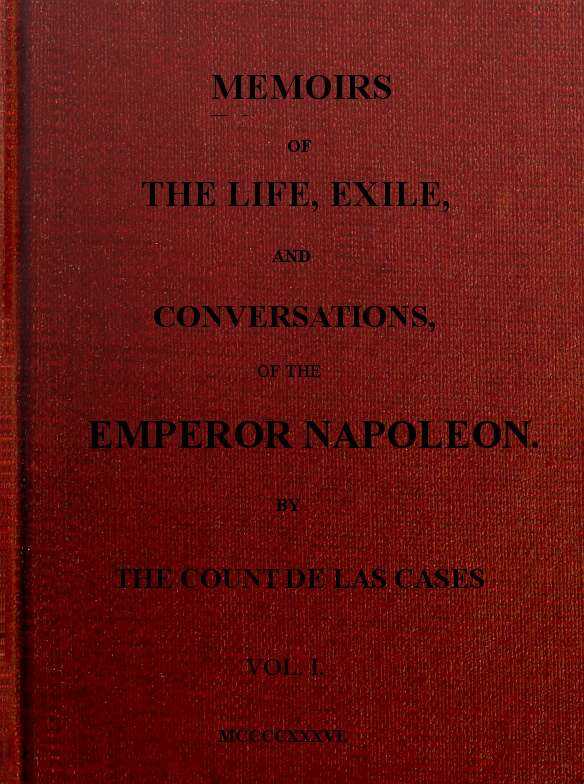 MEMOIRS
OF
THE LIFE, EXILE,
AND
CONVERSATIONS,
OF THE
EMPEROR NAPOLEON.
BY
THE COUNT DE LAS CASES
VOL. I.
MCCCCXXXVI.